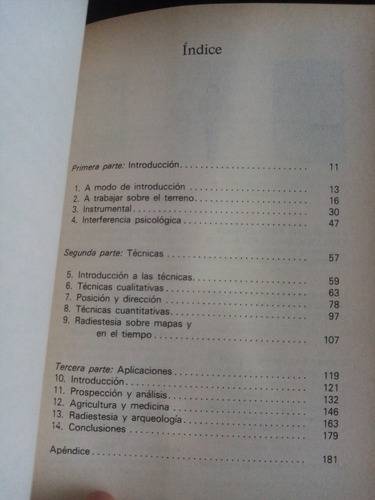 Índice
Primera parte: Introducción. 11
1. A modo de introducción 13
2. A trabajar sobre el terreno 16
3. Instrumental 30
4. Interferencia psicológica 47
Segunda parte: Técnicas 57
5. Introducción a las técnicas. 59
6. Técnicas cualitativas 63
7. Posición y dirección 78
8. Técnicas cuantitativas 97
9. Radiestesia sobre mapas y
en el tiempo 107
Tercera parte: Aplicaciones 119
10. Introducción 121
11. Prospección y análisis. 132
12. Agricultura y medicina 146
13. Radiestesia y arqueología. 163
14. Conclusiones 179
Apéndice 181